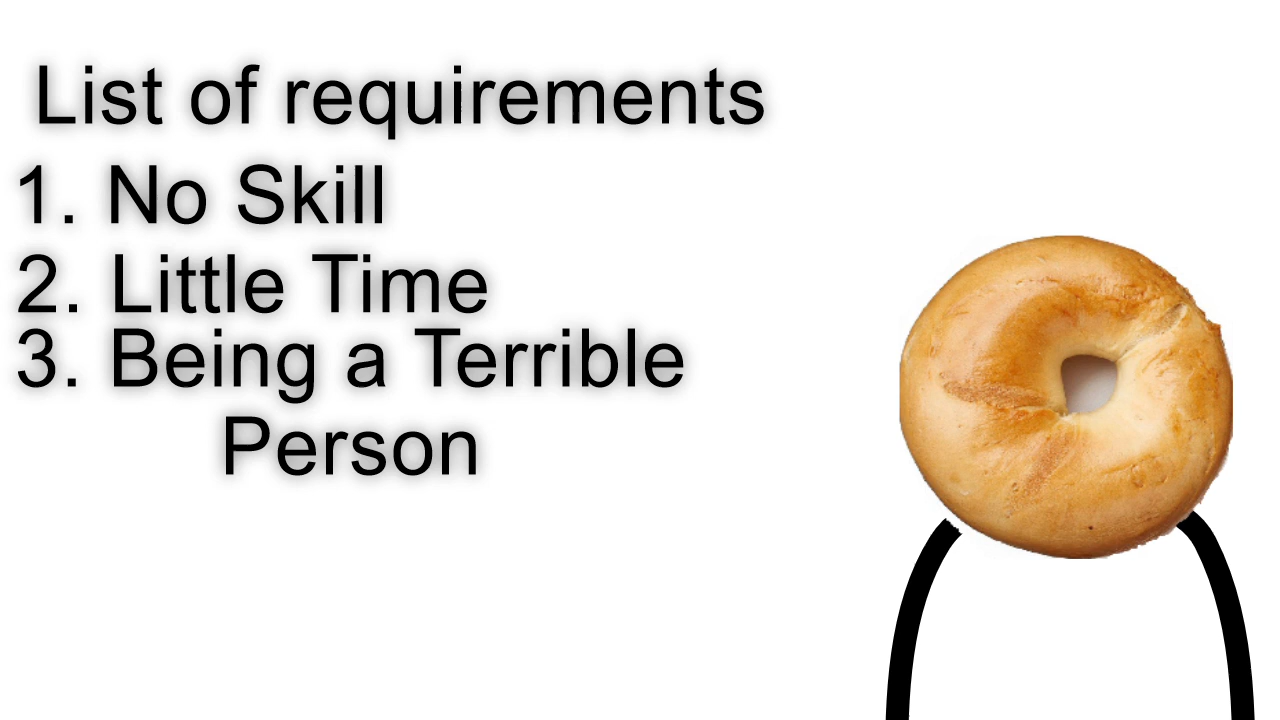 List of requirements
1. No Skill
2. Little Time
3. Being a Terrible
Person